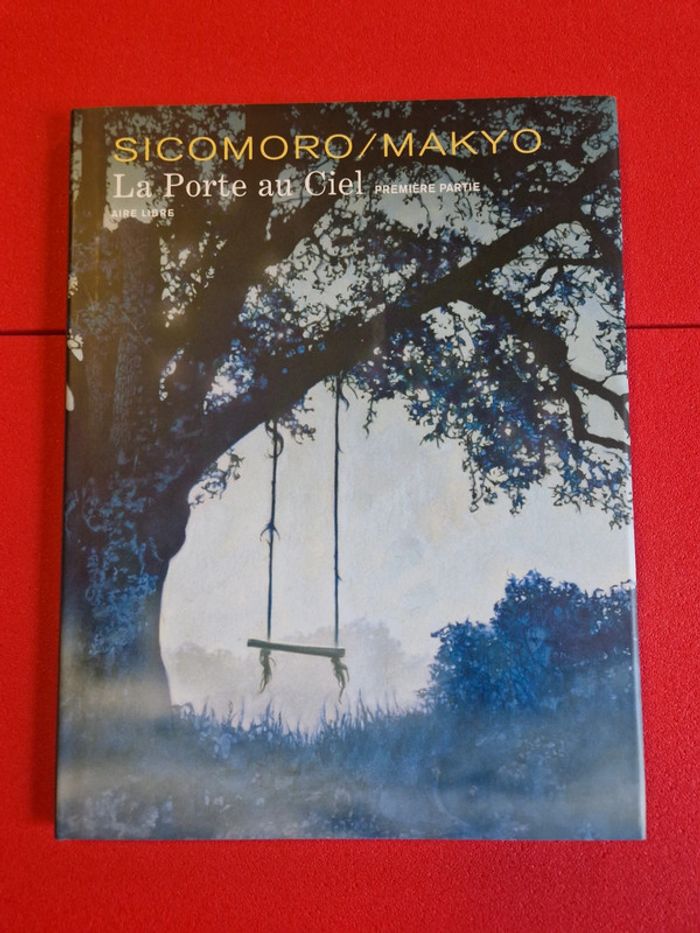 SICOMORO/MAKYO
La Porte au Ciel PREMIÈRE PARTIE
AIRE LIBRE